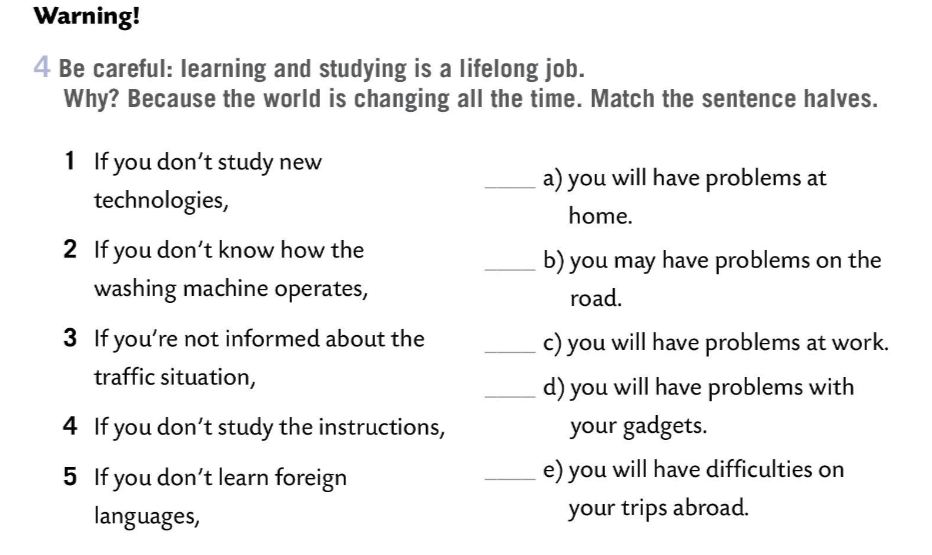 Warning!
4 Be careful: learning and studying is a lifelong job.
Why? Because the world is changing all the time. Match the sentence halves.
1 If you don't study new
technologies,
2 If you don't know how the
washing machine operates,
3 If you're not informed about the
traffic situation,
4 If you don't study the instructions,
5 If you don't learn foreign
languages,
____ a) you will have problems at
home.
____ b) you may have problems on the
road.
____ c) you will have problems at work.
____ d) you will have problems with
your gadgets.
____ e) you will have difficulties on
your trips abroad.